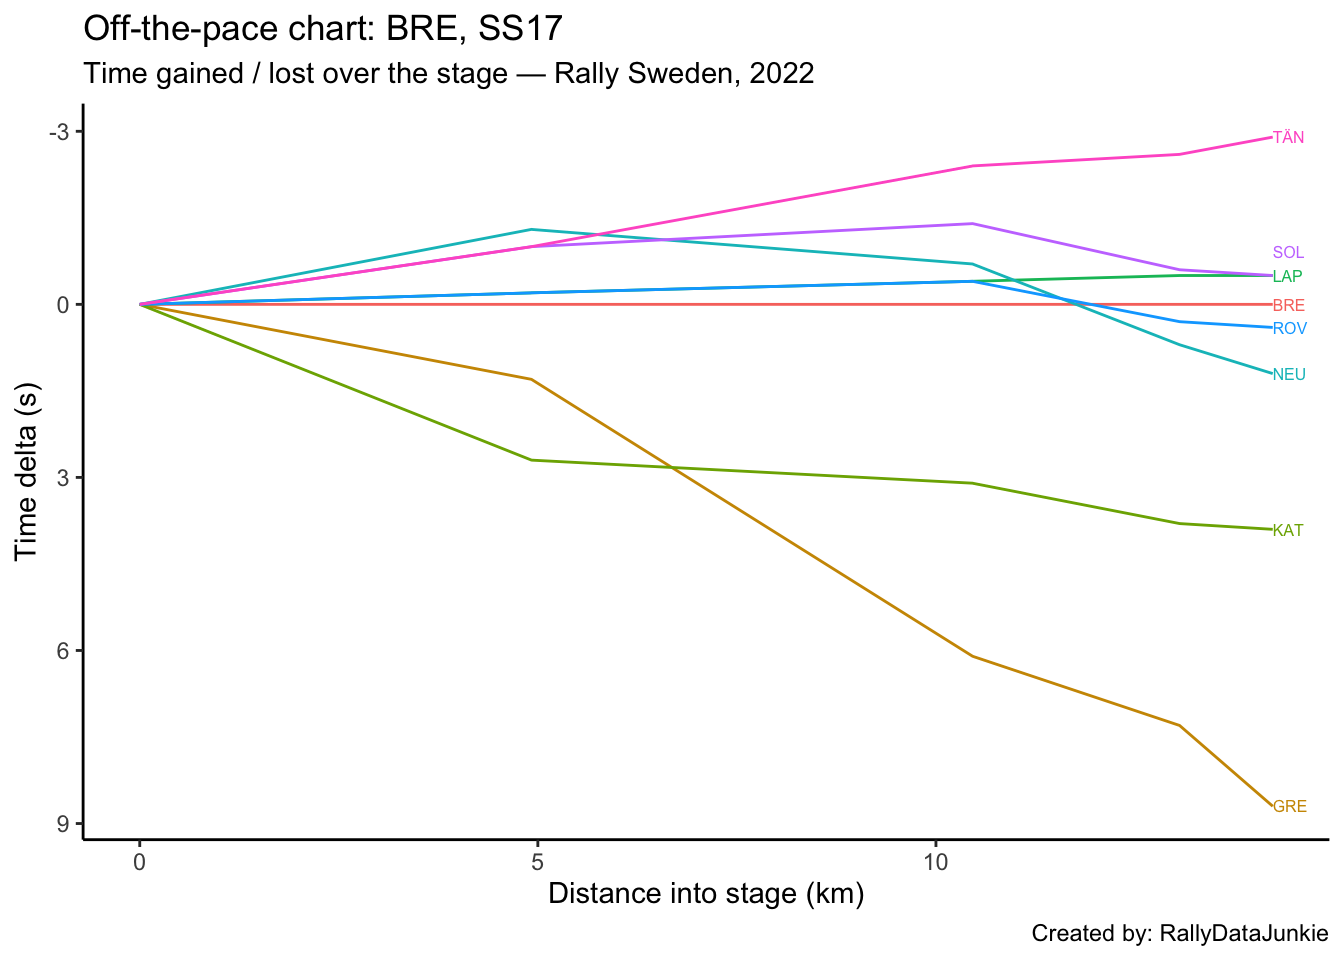 Off-the-pace chart: BRE, SS17
Time gained / lost over the stage — Rally Sweden, 2022
-3
0
3
6
9
Time delta (s)
TÄN
SOL
LAP
BRE
ROV
NEU
KAT
GRE
0 5 10
Distance into stage (km)
Created by: RallyDataJunkie